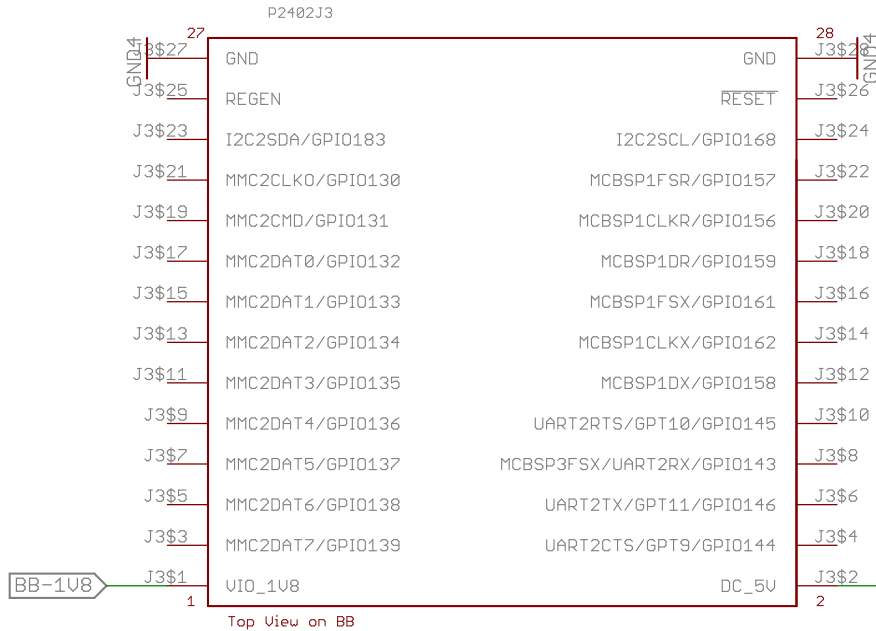 P2402J3
27 28
GND4 J3$27 GND GND J3$28 GND4
J3$25 REGEN RESET J3$26
J3$23 I2C2SDA/GPIO183 I2C2SCL/GPIO168 J3$24
J3$21 MMC2CLKO/GPIO130 MCBSP1FSR/GPIO157 J3$22
J3$19 MMC2CMD/GPIO131 MCBSP1CLKR/GPIO156 J3$20
J3$17 MMC2DAT0/GPIO132 MCBSP1DR/GPIO159 J3$18
J3$15 MMC2DAT1/GPIO133 MCBSP1FSX/GPIO161 J3$16
J3$13 MMC2DAT2/GPIO134 MCBSP1CLKX/GPIO162 J3$14
J3$11 MMC2DAT3/GPIO135 MCBSP1DX/GPIO158 J3$12
J3$9 MMC2DAT4/GPIO136 UART2RTS/GPT10/GPIO145 J3$10
J3$7 MMC2DAT5/GPIO137 MCBSP3FSX/UART2RX/GPIO143 J3$8
J3$5 MMC2DAT6/GPIO138 UART2TX/GPT11/GPIO146 J3$6
J3$3 MMC2DAT7/GPIO139 UART2CTS/GPT9/GPIO144 J3$4
BB-1V8 J3$1 VIO_1V8 DC_5V J3$2
1 2
Top View on BB